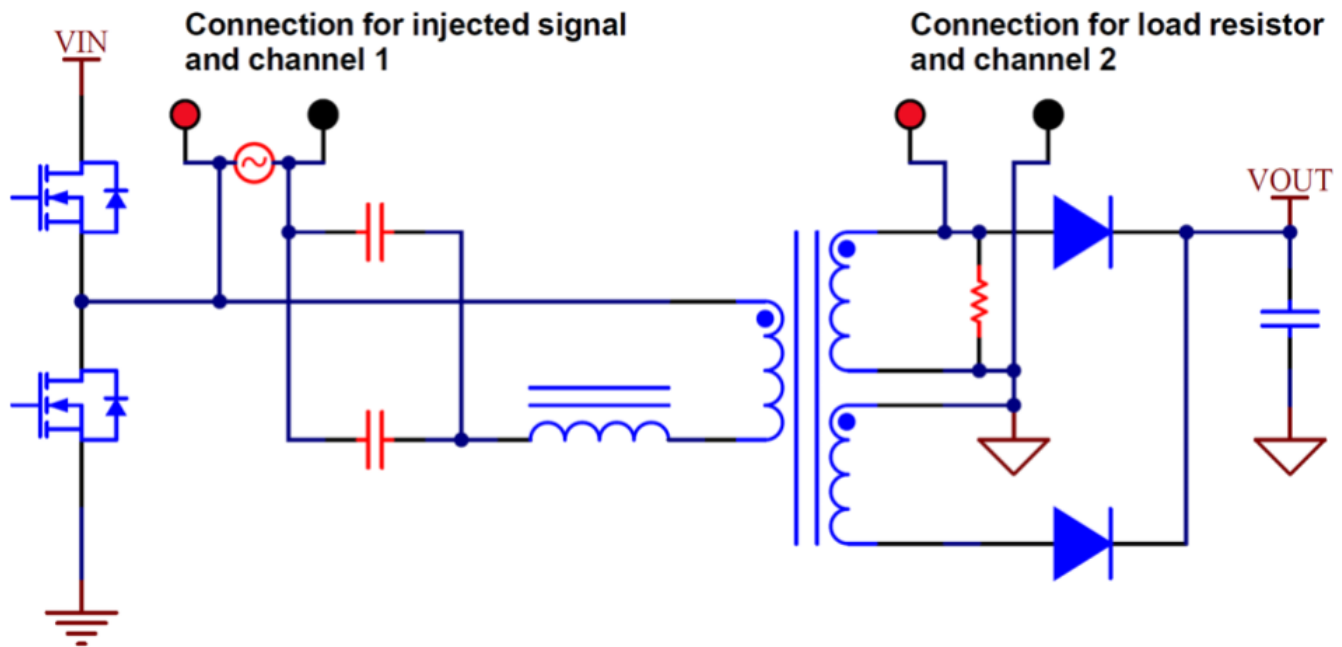 Connection for injected signal
and channel 1
Connection for load resistor
and channel 2
VIN
VOUT